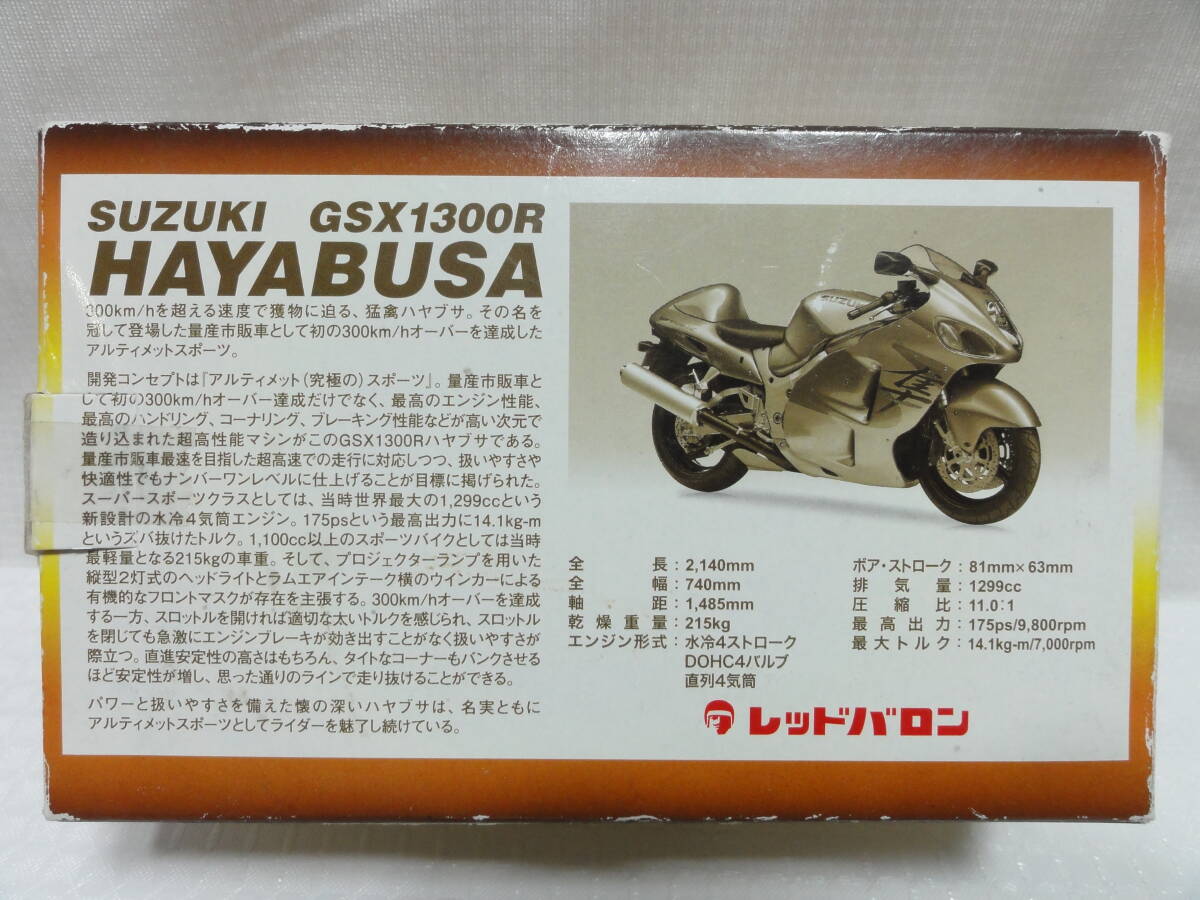 SUZUKI GSX1300R
HAYABUSA
300km/hを超える速度で獲物に迫る、猛禽ハヤブサ。その名を
冠して登場した量産市販車として初の300km/hオーバーを達成した
アルティメットスポーツ。
開発コンセプトは『アルティメット(究極の)スポーツ』。量産市販車と
して初の300km/hオーバー達成だけでなく、最高のエンジン性能、
最高のハンドリング、コーナリング、ブレーキング性能などが高い次元で
造り込まれた超高性能マシンがこのGSX1300Rハヤブサである。
量産市販車最速を目指した超高速での走行に対応しつつ、扱いやすさや
快適性でもナンバーワンレベルに仕上げることが目標に掲げられた。
スーパースポーツクラスとしては、当時世界最大の1,299ccという
新設計の水冷4気筒エンジン。175psという最高出力に14.1kg-m
というズバ抜けたトルク。1,100cc以上のスポーツバイクとしては当時
最軽量となる215kgの車重。そして、プロジェクターランプを用いた
縦型2灯式のヘッドライトとラムエアインテーク横のウインカーによる
有機的なフロントマスクが存在を主張する。300km/hオーバーを達成
する一方、スロットルを開ければ適切な太いトルクを感じられ、スロットル
を閉じても急激にエンジンブレーキが効き出すことがなく扱いやすさが
際立つ。直進安定性の高さはもちろん、タイトなコーナーもバンクさせる
ほど安定性が増し、思った通りのラインで走り抜けることができる。
パワーと扱いやすさを備えた懐の深いハヤブサは、名実ともに
アルティメットスポーツとしてライダーを魅了し続けている。
SUZUKI
隼
全長:2,140mm
全幅:740mm
軸距:1,485mm
乾燥重量:215kg
エンジン形式:水冷4ストローク
DOHC4バルブ
直列4気筒
ボア・ストローク:81mm×63mm
排気量:1299cc
圧縮比:11.0:1
最高出力:175ps/9,800rpm
最大トルク:14.1kg-m/7,000rpm
レッドバロン